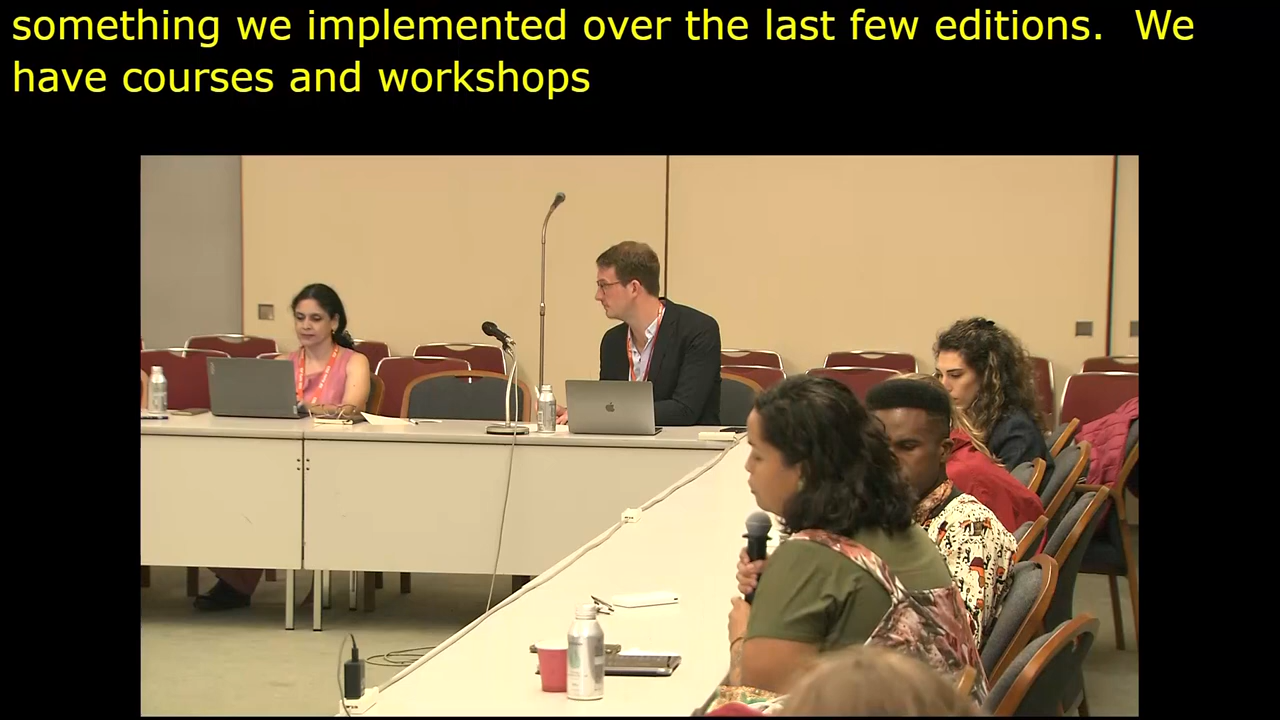 something we implemented over the last few editions.  We
have courses and workshops